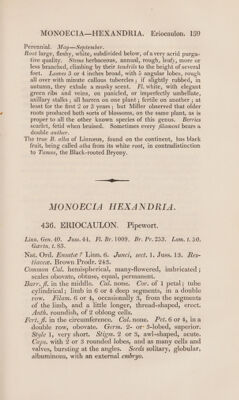 MONOECIA—HEXANDRIA. Eriocaulon. 159
Perennial. May—September.
Root large, fleshy, white, subdivided below, of a very acrid purga-
tive quality. Stems herbaceous, annual, rough, leafy, more or
less branched, climbing by their tendrils to the height of several
feet. Leaves 3 or 4 inches broad, with 5 angular lobes, rough
all over with minute callous tubercles; if slightly rubbed, in
autumn, they exhale a musky scent. Fl. white, with elegant
green ribs and veins, on panicled, or imperfectly umbellate,
axillary stalks; all barren on one plant; fertile on another; at
least for the first 2 or 3 years; but Miller observed that older
roots produced both sorts of blossoms, on the same plant, as is
proper to all the other known species of this genus. Berries
scarlet, fetid when bruised. Sometimes every filament bears a
double anther.
The true B. alba of Linnæus, found on the continent, has black
fruit, being called alba from its white root, in contradistinction
to Tamus, the Black-rooted Bryony.
MONOECIA HEXANDRIA.
436. ERIOCAULON. Pipewort.
Linn. Gen. 40. Juss. 44. Fl. Br. 1009. Br. Pr. 253. Lam. t. 50.
Gærtn. t. 83.
Nat. Ord. Ensatæ? Linn. 6. Junci, sect. 1. Juss. 13. Res-
tiaceæ. Brown Prodr. 243.
Common Cal. hemispherical, many-flowered, imbricated;
scales obovate, obtuse, equal, permanent.
Barr. fl. in the middle. Cal. none. Cor. of 1 petal; tube
cylindrical; limb in 6 or 4 deep segments, in a double
row. Filam. 6 or 4, occasionally 3, from the segments
of the limb, and a little longer, thread-shaped, erect.
Anth. roundish, of 2 oblong cells.
Fert. fl. in the circumference. Cal. none. Pet. 6 or 4, in a
double row, obovate. Germ. 2- or 3-lobed, superior.
Style 1, very short. Stigm. 2 or 3, awl-shaped, acute.
Caps. with 2 or 3 rounded lobes, and as many cells and
valves, bursting at the angles. Seeds solitary, globular,
albuminous, with an external embryo.